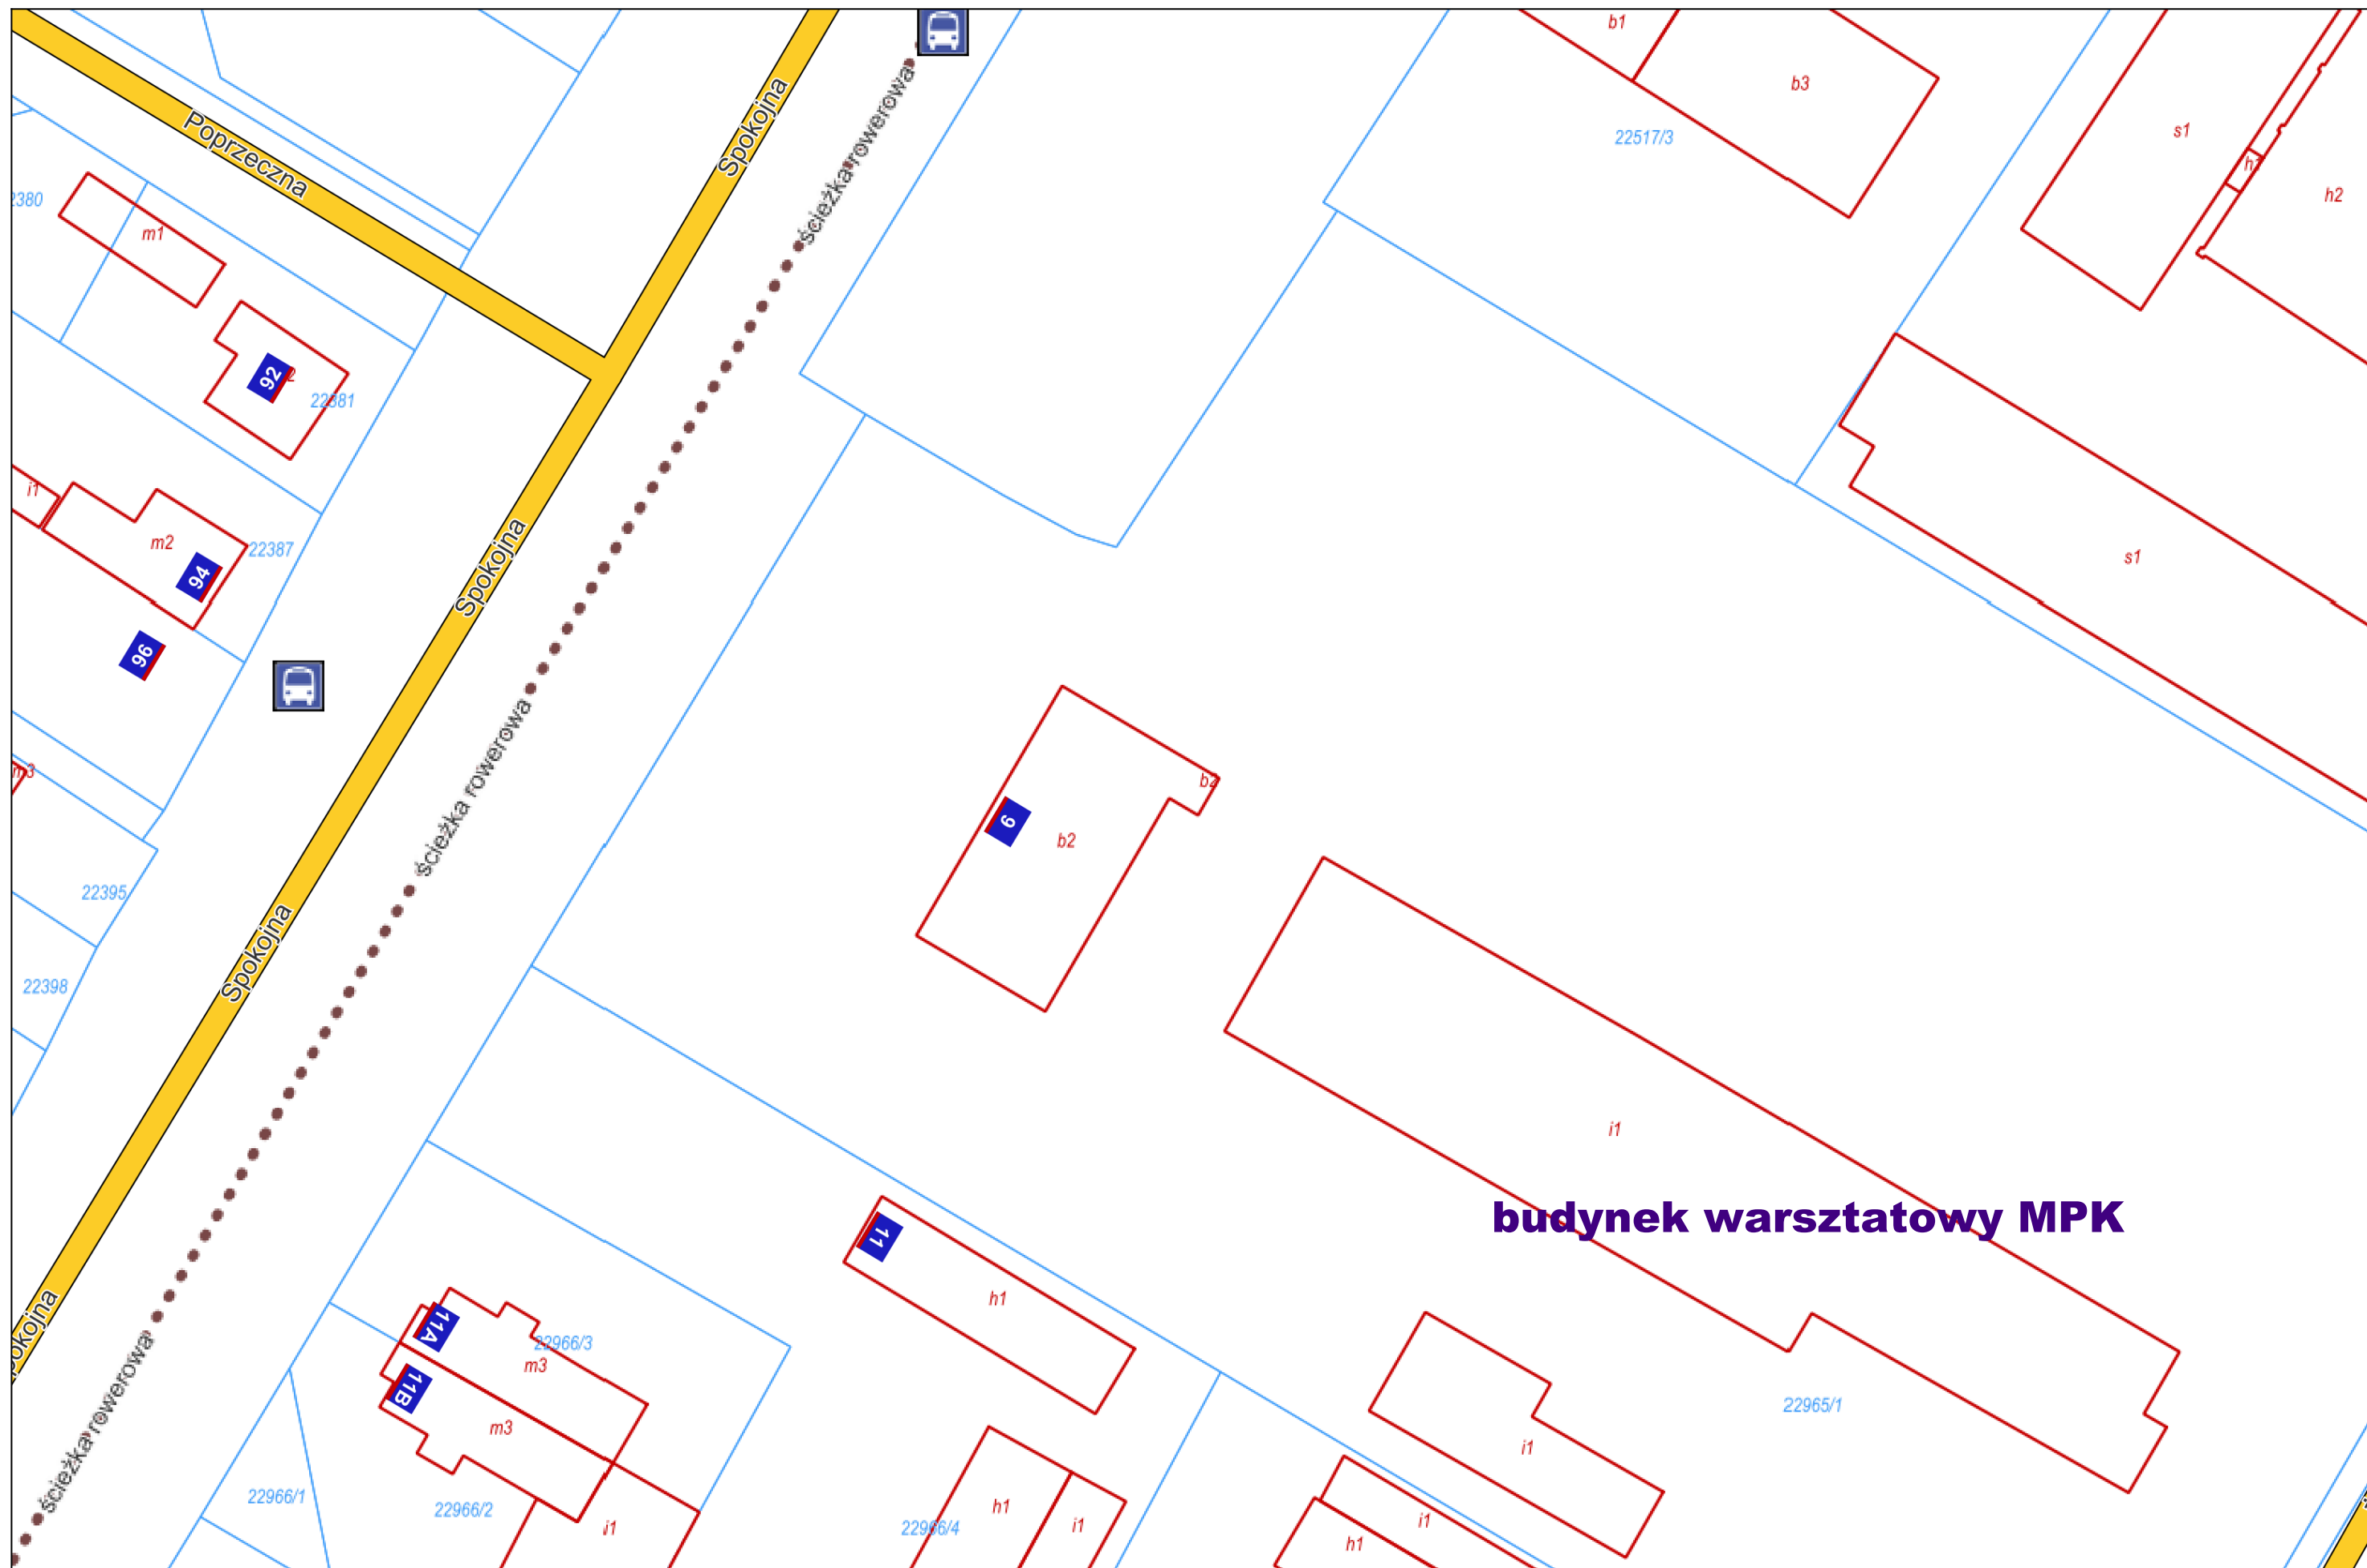 b1
b3
22517/3
s1
h2
Poprzeczna
Spokojna
ścieżka rowerowa
2380
m1
92
22381
i1
m2
22387
94
Spokojna
s1
96
m3
b2
6
b2
ścieżka rowerowa
22395
Spokojna
22398
i1
budynek warsztatowy MPK
11
h1
11A
22966/3
m3
11B
m3
22965/1
i1
ścieżka rowerowa
22966/1
22966/2
i1
h1
22966/4
i1
i1
h1